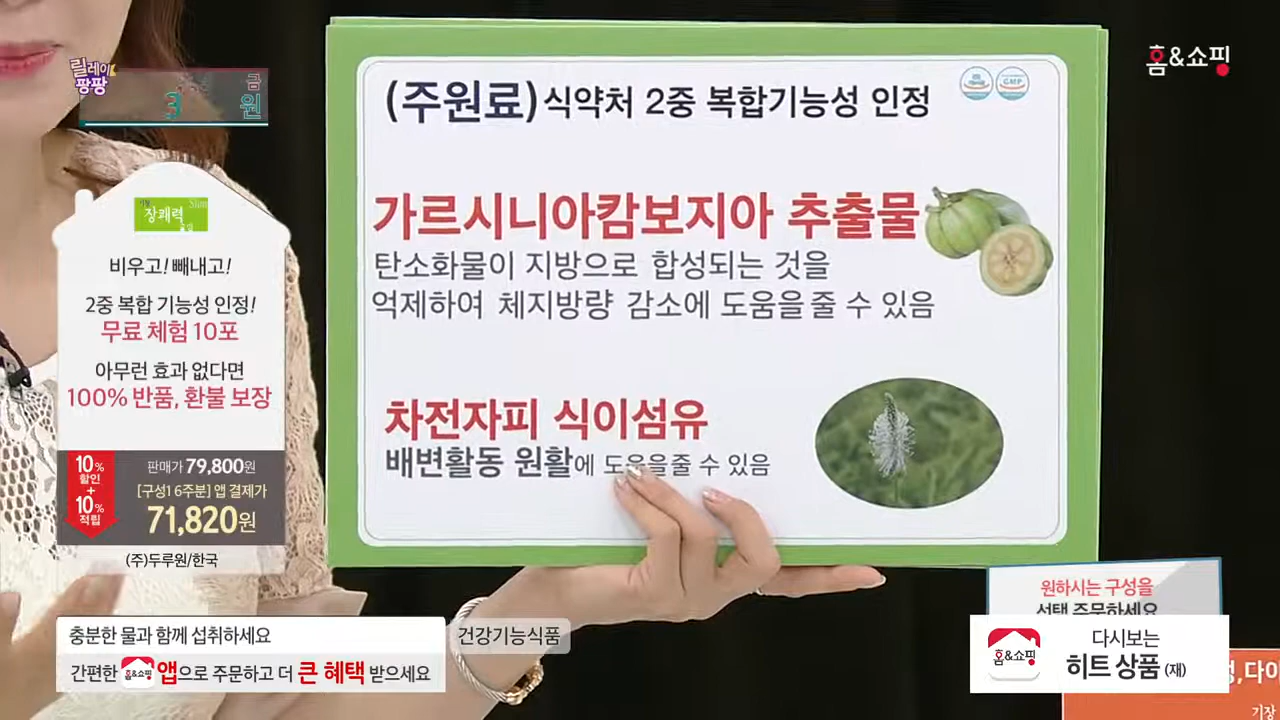 릴레이
팡팡
금
3
원
홈&쇼핑
(주원료) 식약처 2중 복합기능성 인정
GMP
가르시니아캄보지아 추출물
탄소화물이 지방으로 합성되는 것을
억제하여 체지방량 감소에 도움을 줄 수 있음
차전자피 식이섬유
배변활동 원활에 도움을 줄 수 있음
Slim
장쾌력
비우고! 빼내고!
2중 복합 기능성 인정!
무료 체험 10포
아무런 효과 없다면
100% 반품, 환불 보장
10%
할인
+
10%
적립
판매가 79,800원
[구성1 6주분] 앱 결제가
71,820원
(주)두루원/한국
충분한 물과 함께 섭취하세요
건강기능식품
간편한 홈&쇼핑 앱으로 주문하고 더 큰 혜택 받으세요
원하시는 구성을
선택 주문하세요
홈&쇼핑
다시보는
히트 상품 (재)
기장